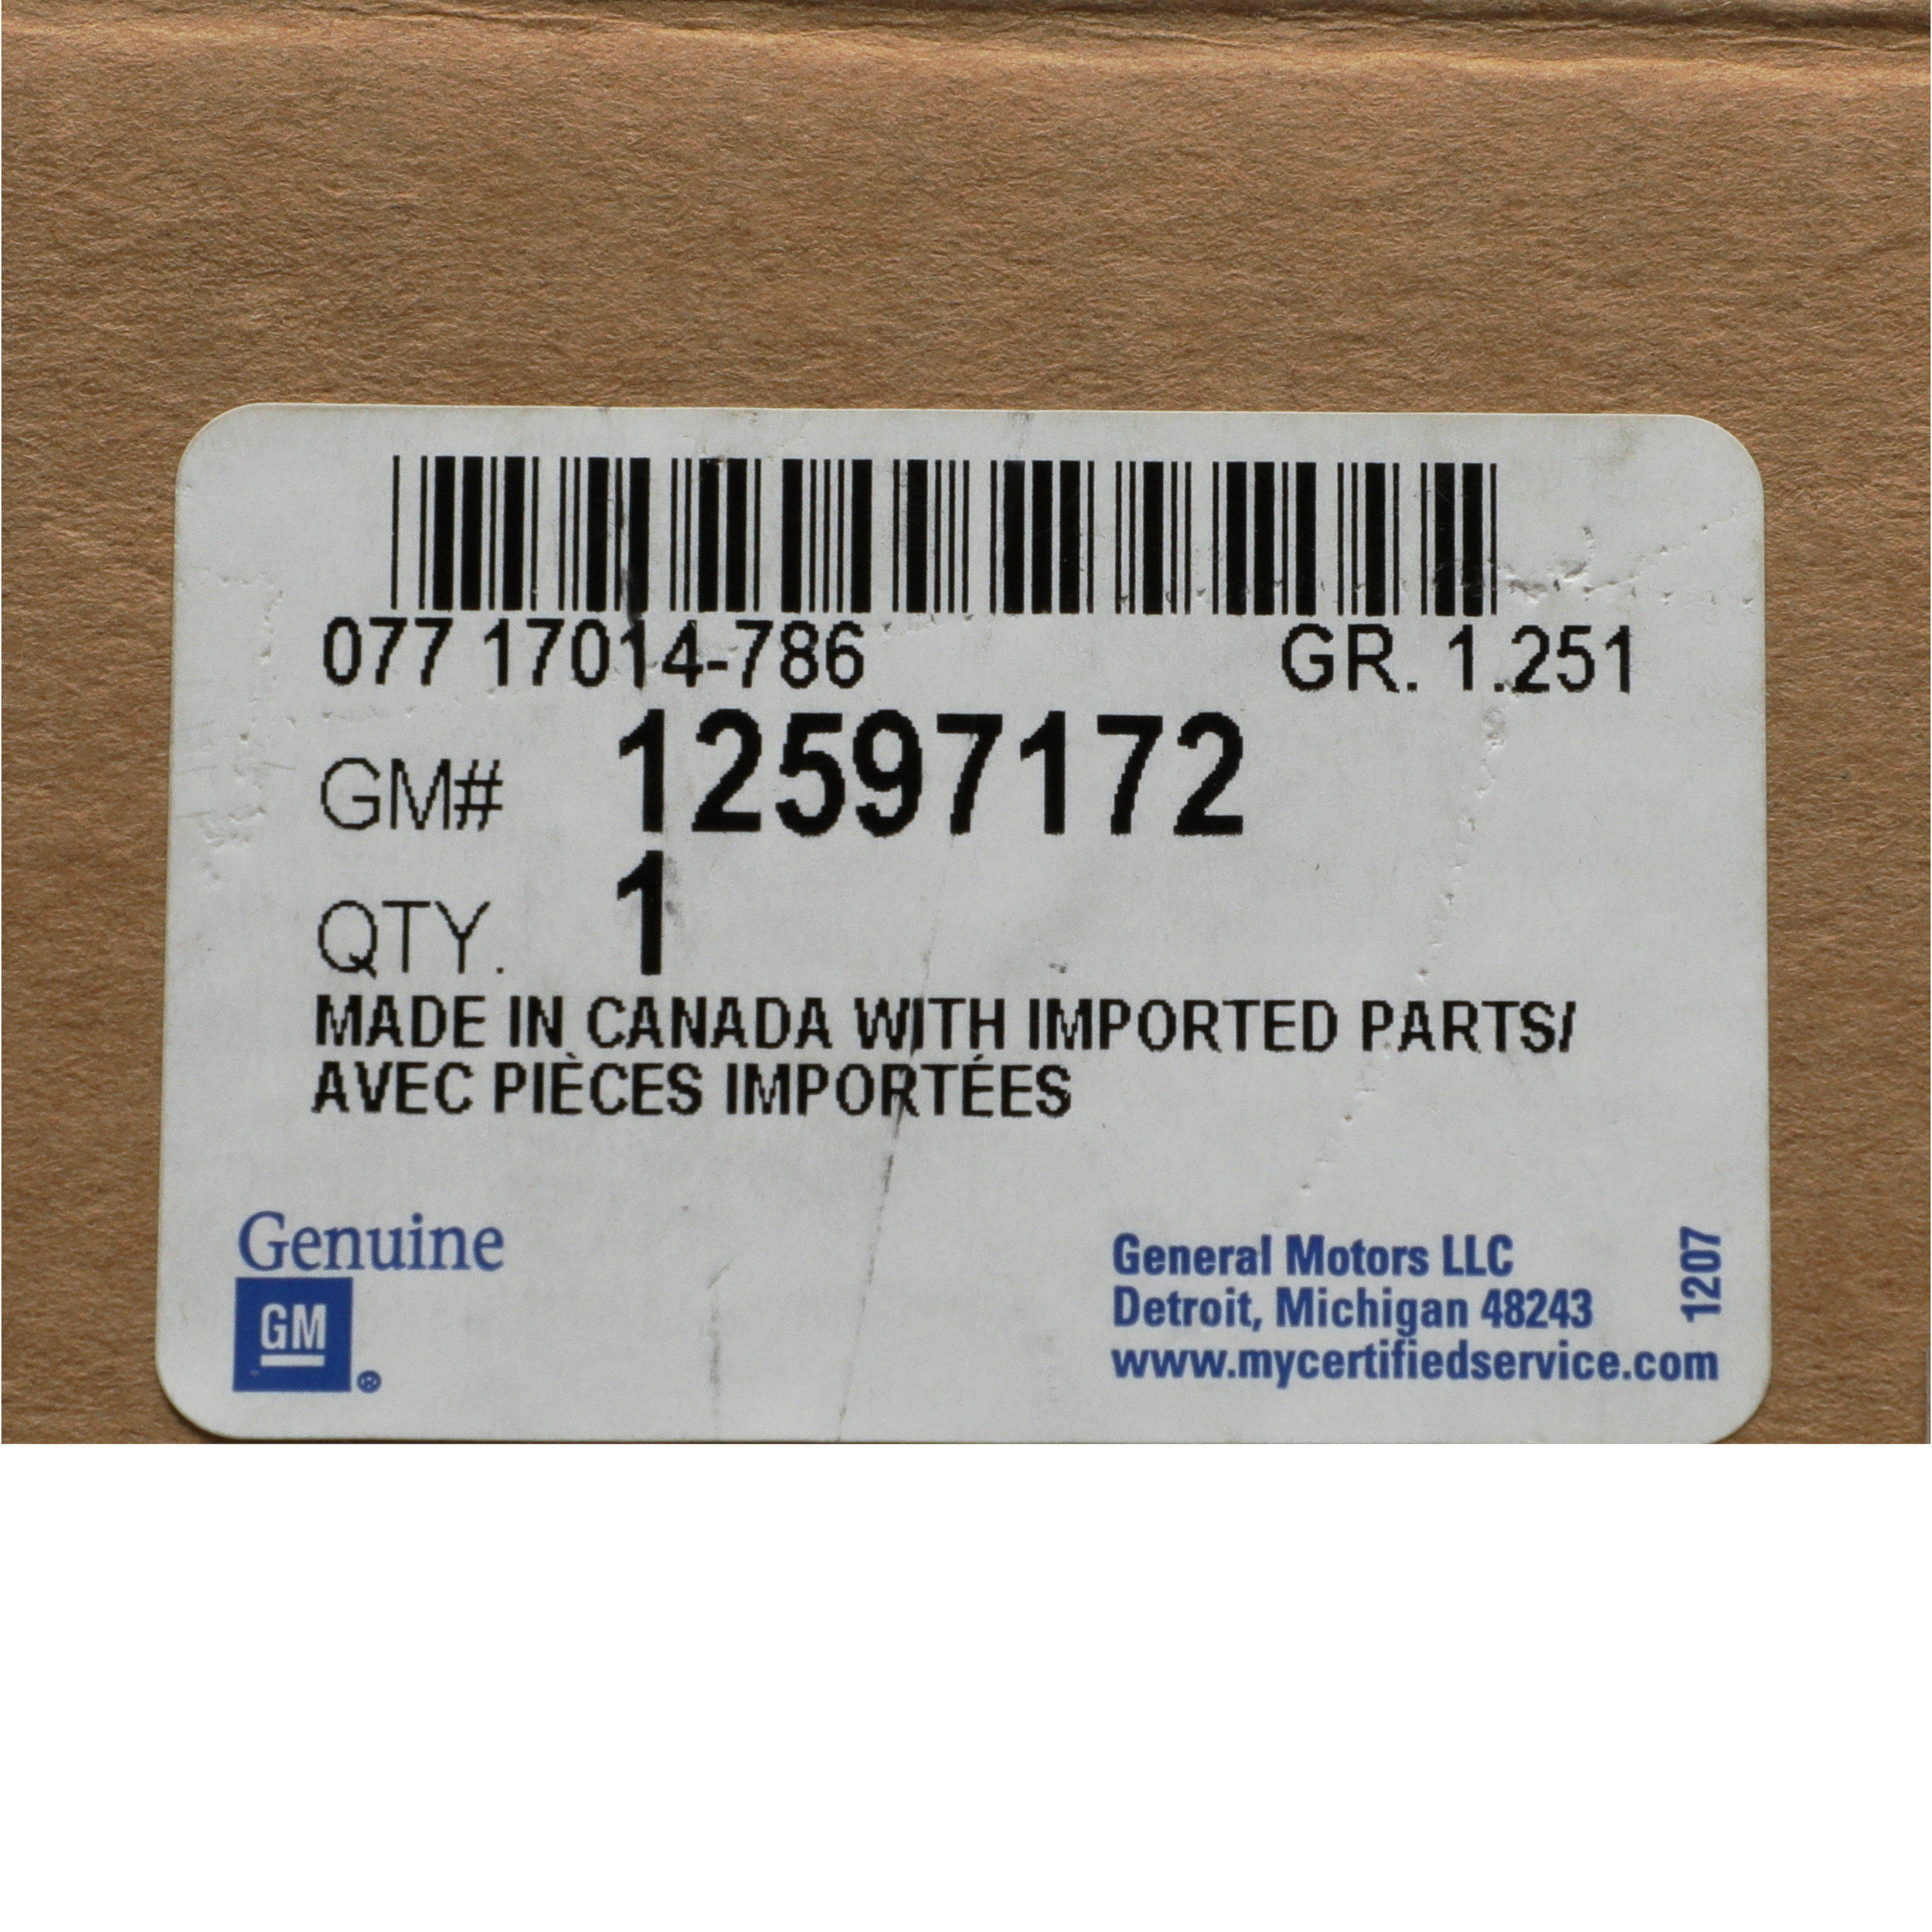 077 17014-786 GR. 1.251
GM# 12597172
QTY. 1
MADE IN CANADA WITH IMPORTED PARTS/
AVEC PIÈCES IMPORTÉES
Genuine
GM ®
General Motors LLC
Detroit, Michigan 48243
www.mycertifiedservice.com
1207